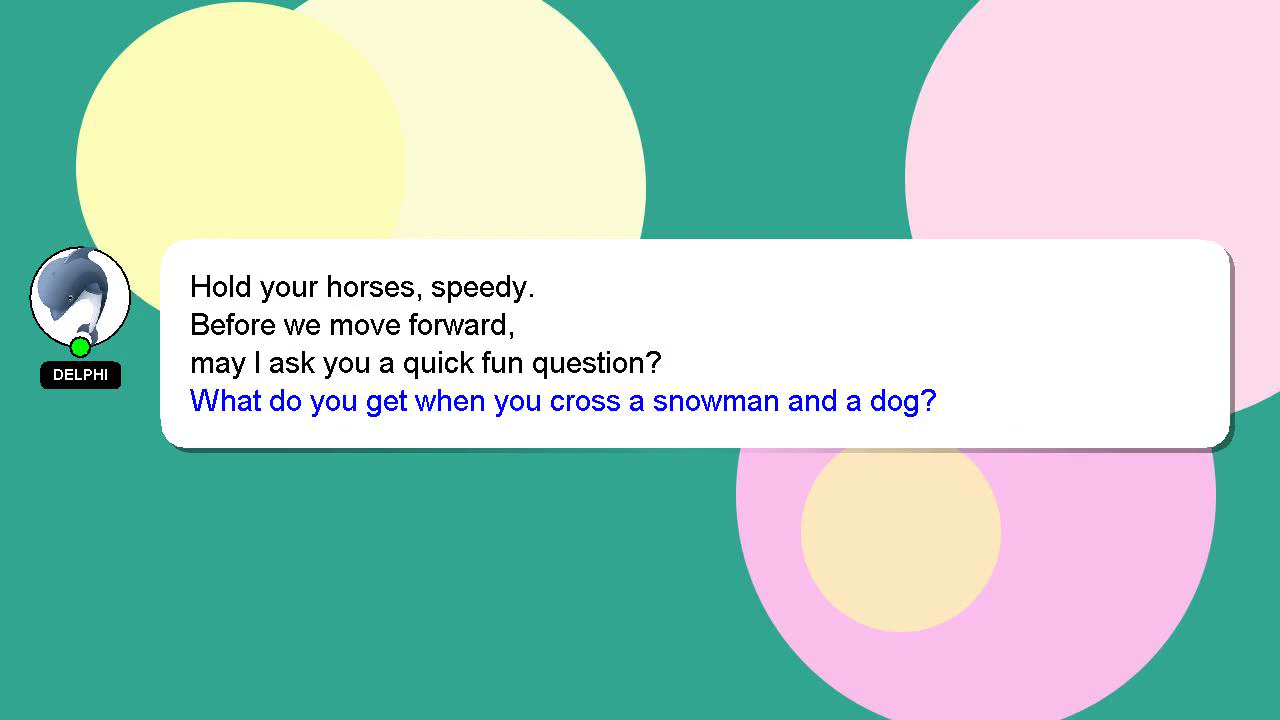 Hold your horses, speedy.
Before we move forward,
may I ask you a quick fun question?
What do you get when you cross a snowman and a dog?
DELPHI